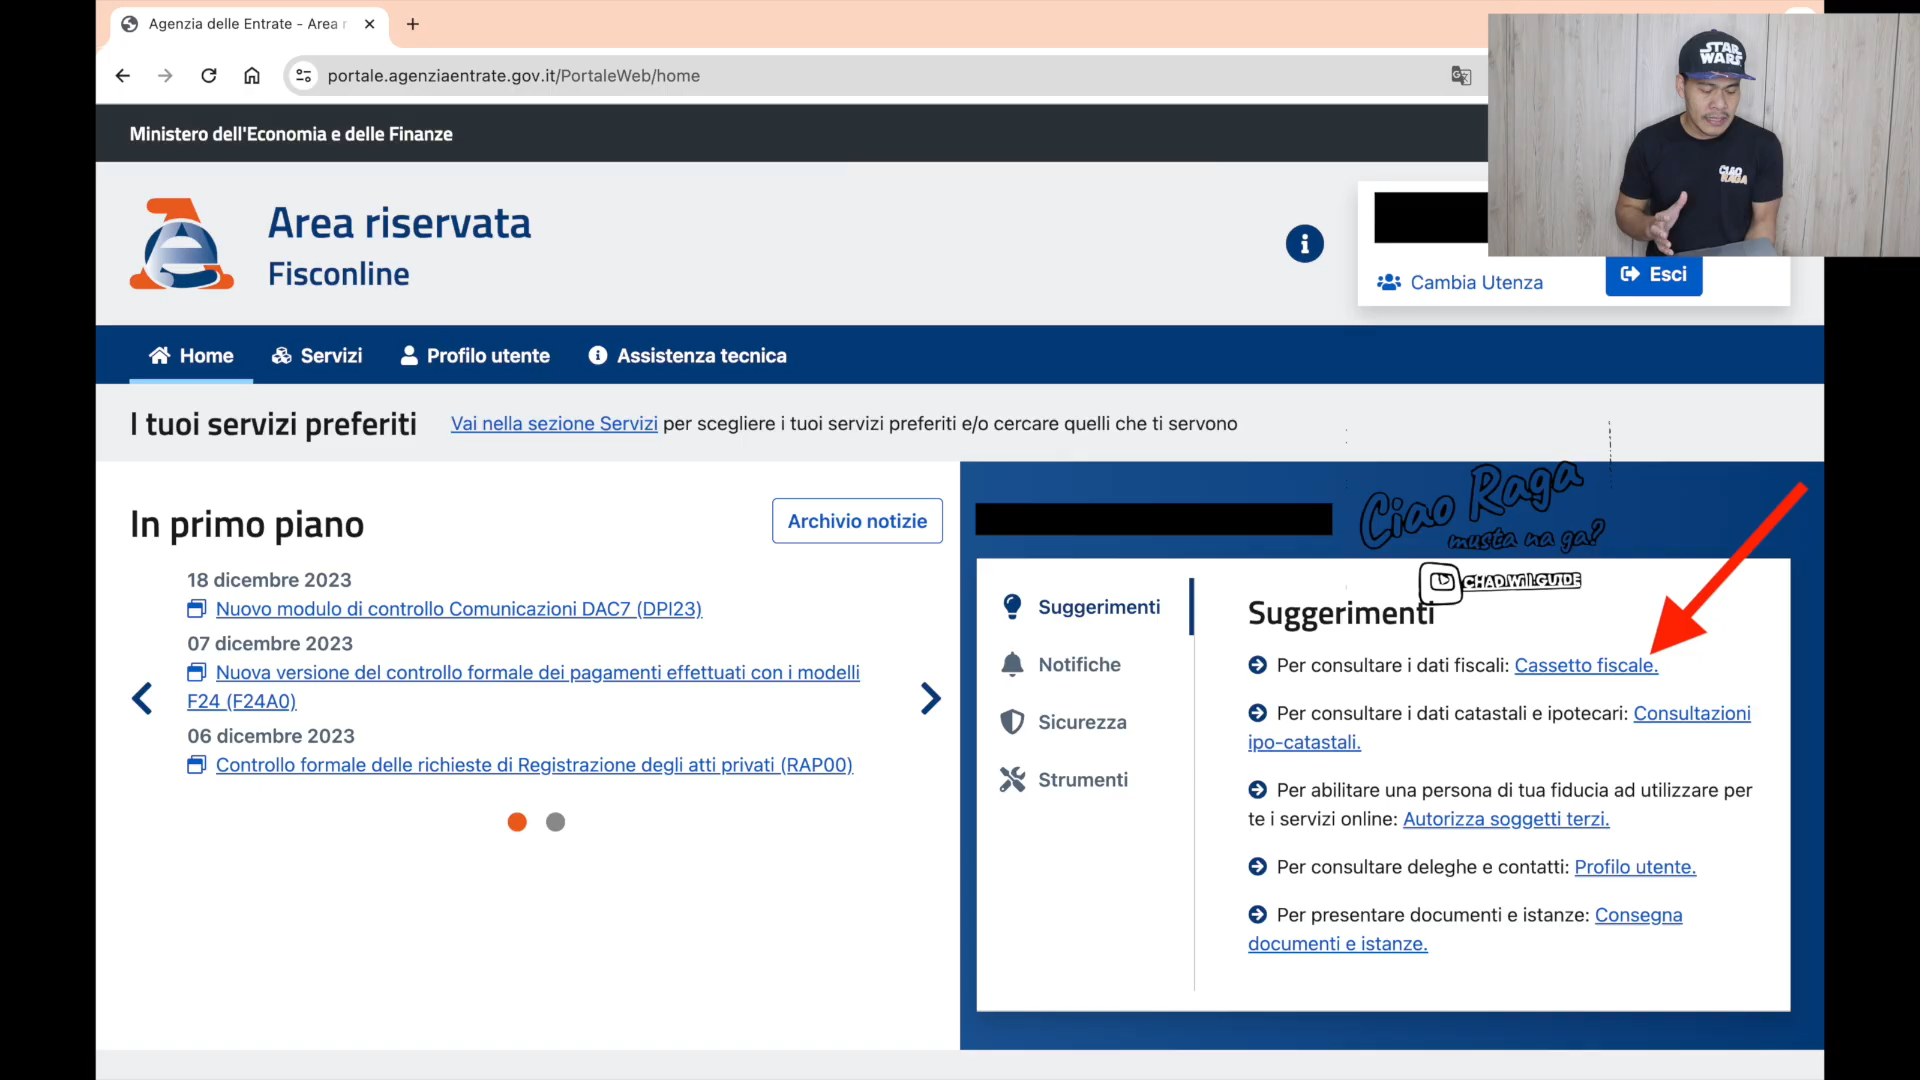 Agenzia delle Entrate - Area r
portale.agenziaentrate.gov.it/PortaleWeb/home
STAR
WARS
CIAO
RAGA
Ministero dell'Economia e delle Finanze
Area riservata
Fisconline
Cambia Utenza
Esci
Home
Servizi
Profilo utente
Assistenza tecnica
I tuoi servizi preferiti
Vai nella sezione Servizi per scegliere i tuoi servizi preferiti e/o cercare quelli che ti servono
In primo piano
Archivio notizie
18 dicembre 2023
Nuovo modulo di controllo Comunicazioni DAC7 (DPI23)
07 dicembre 2023
Nuova versione del controllo formale dei pagamenti effettuati con i modelli
F24 (F24A0)
06 dicembre 2023
Controllo formale delle richieste di Registrazione degli atti privati (RAP00)
Ciao Raga
musta na ga?
CHAD WILL GUIDE
Suggerimenti
Notifiche
Sicurezza
Strumenti
Suggerimenti
Per consultare i dati fiscali: Cassetto fiscale.
Per consultare i dati catastali e ipotecari: Consultazioni
ipo-catastali.
Per abilitare una persona di tua fiducia ad utilizzare per
te i servizi online: Autorizza soggetti terzi.
Per consultare deleghe e contatti: Profilo utente.
Per presentare documenti e istanze: Consegna
documenti e istanze.